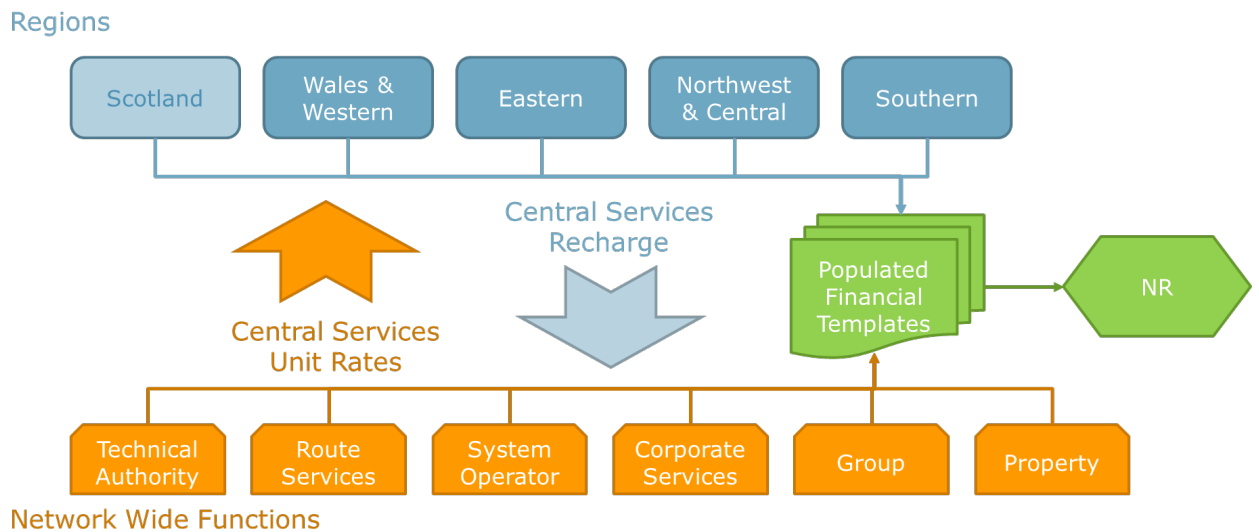 Regions
Scotland
Wales &
Western
Eastern
Northwest
& Central
Southern
Central Services
Recharge
Populated
Financial
Templates
NR
Central Services
Unit Rates
Technical
Authority
Route
Services
System
Operator
Corporate
Services
Group
Property
Network Wide Functions